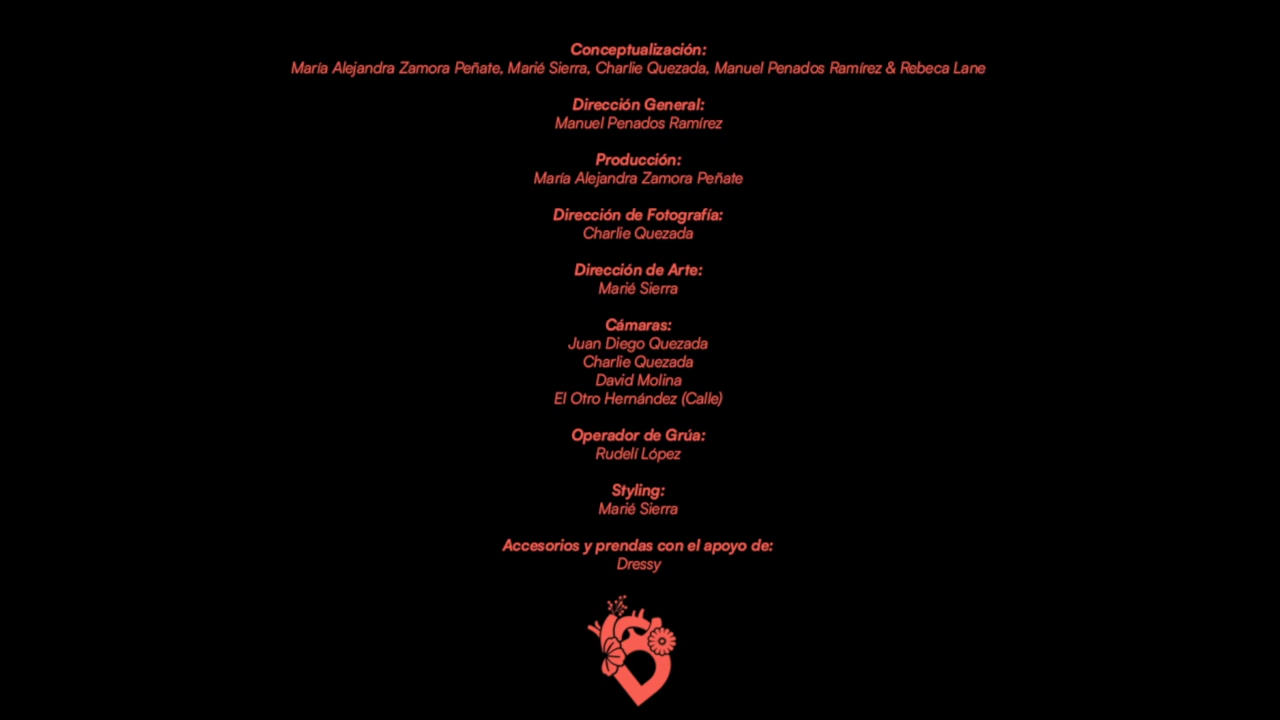 Conceptualización:
María Alejandra Zamora Peñate, Marié Sierra, Charlie Quezada, Manuel Penados Ramírez & Rebeca Lane
Dirección General:
Manuel Penados Ramírez
Producción:
María Alejandra Zamora Peñate
Dirección de Fotografía:
Charlie Quezada
Dirección de Arte:
Marié Sierra
Cámaras:
Juan Diego Quezada
Charlie Quezada
David Molina
El Otro Hernández (Calle)
Operador de Grúa:
Rudelí López
Styling:
Marié Sierra
Accesorios y prendas con el apoyo de:
Dressy